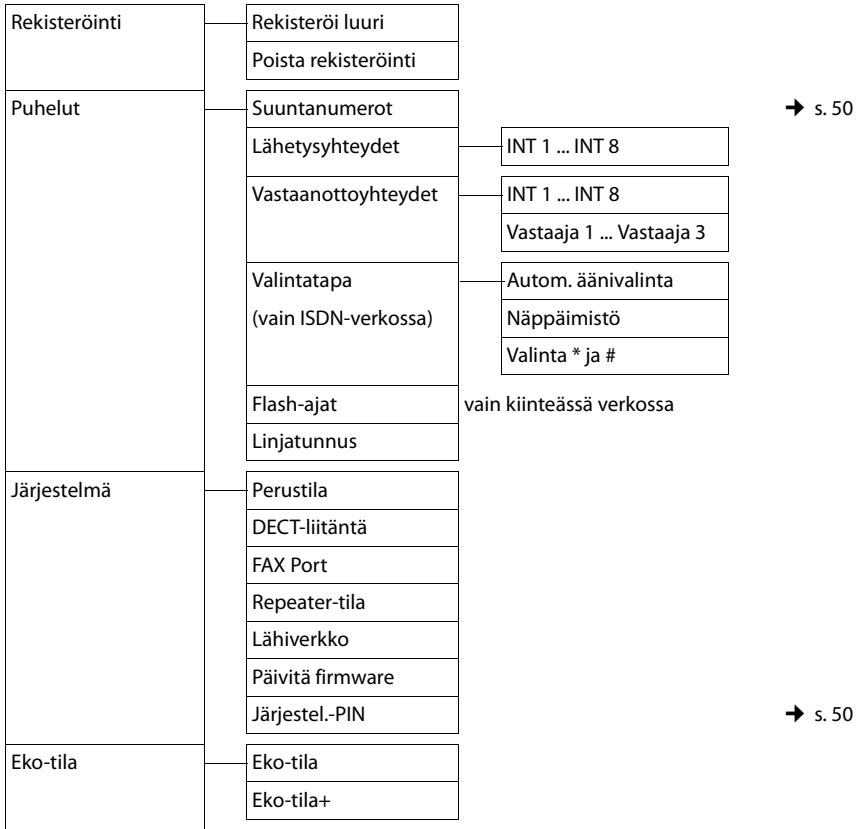 Rekisteröinti Rekisteröi luuri
Poista rekisteröinti
Puhelut Suuntanumerot ➔ s. 50
Lähetysyhteydet INT 1 ... INT 8
Vastaanottoyhteydet INT 1 ... INT 8
Vastaaja 1 ... Vastaaja 3
Valintatapa Autom. äänivalinta
(vain ISDN-verkossa) Näppäimistö
Valinta * ja #
Flash-ajat vain kiinteässä verkossa
Linjatunnus
Järjestelmä Perustila
DECT-liitäntä
FAX Port
Repeater-tila
Lähiverkko
Päivitä firmware
Järjestel.-PIN ➔ s. 50
Eko-tila Eko-tila
Eko-tila+